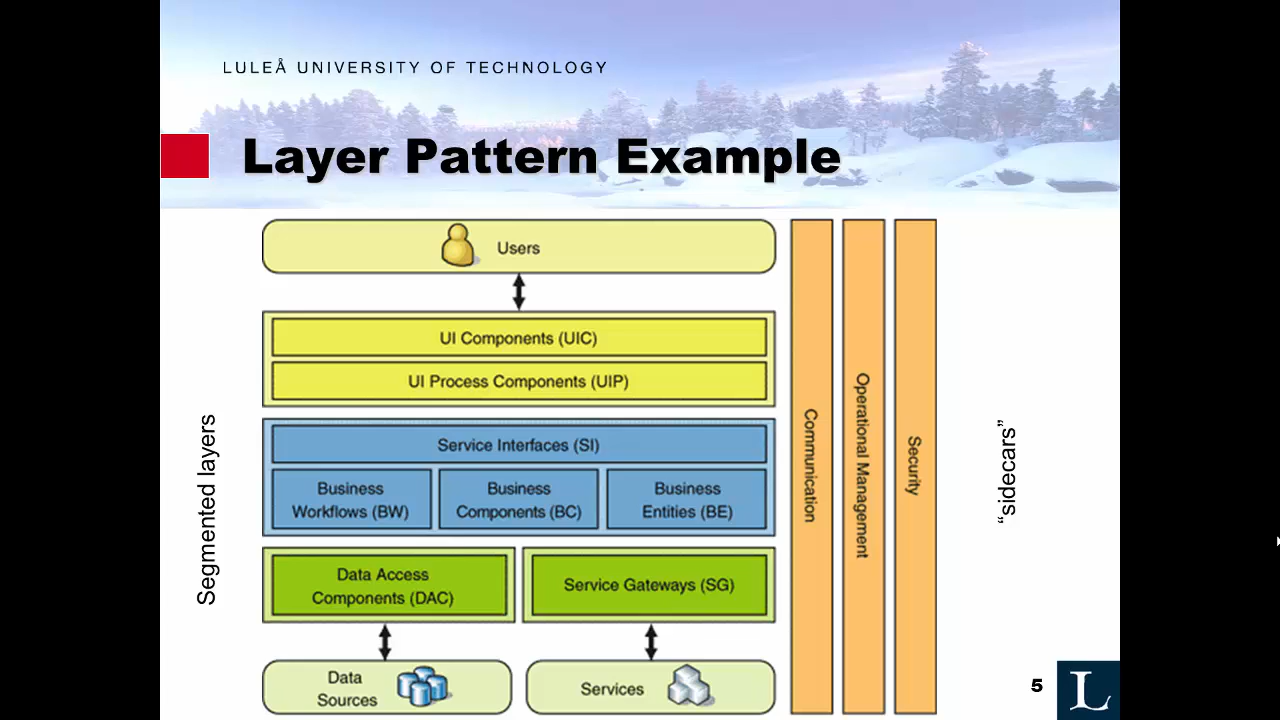 LULEÅ UNIVERSITY OF TECHNOLOGY
Layer Pattern Example
Users
UI Components (UIC)
UI Process Components (UIP)
Service Interfaces (SI)
Business
Workflows (BW)
Business
Components (BC)
Business
Entities (BE)
Data Access
Components (DAC)
Service Gateways (SG)
Data
Sources
Services
Communication
Operational Management
Security
Segmented layers
“sidecars”
5
L